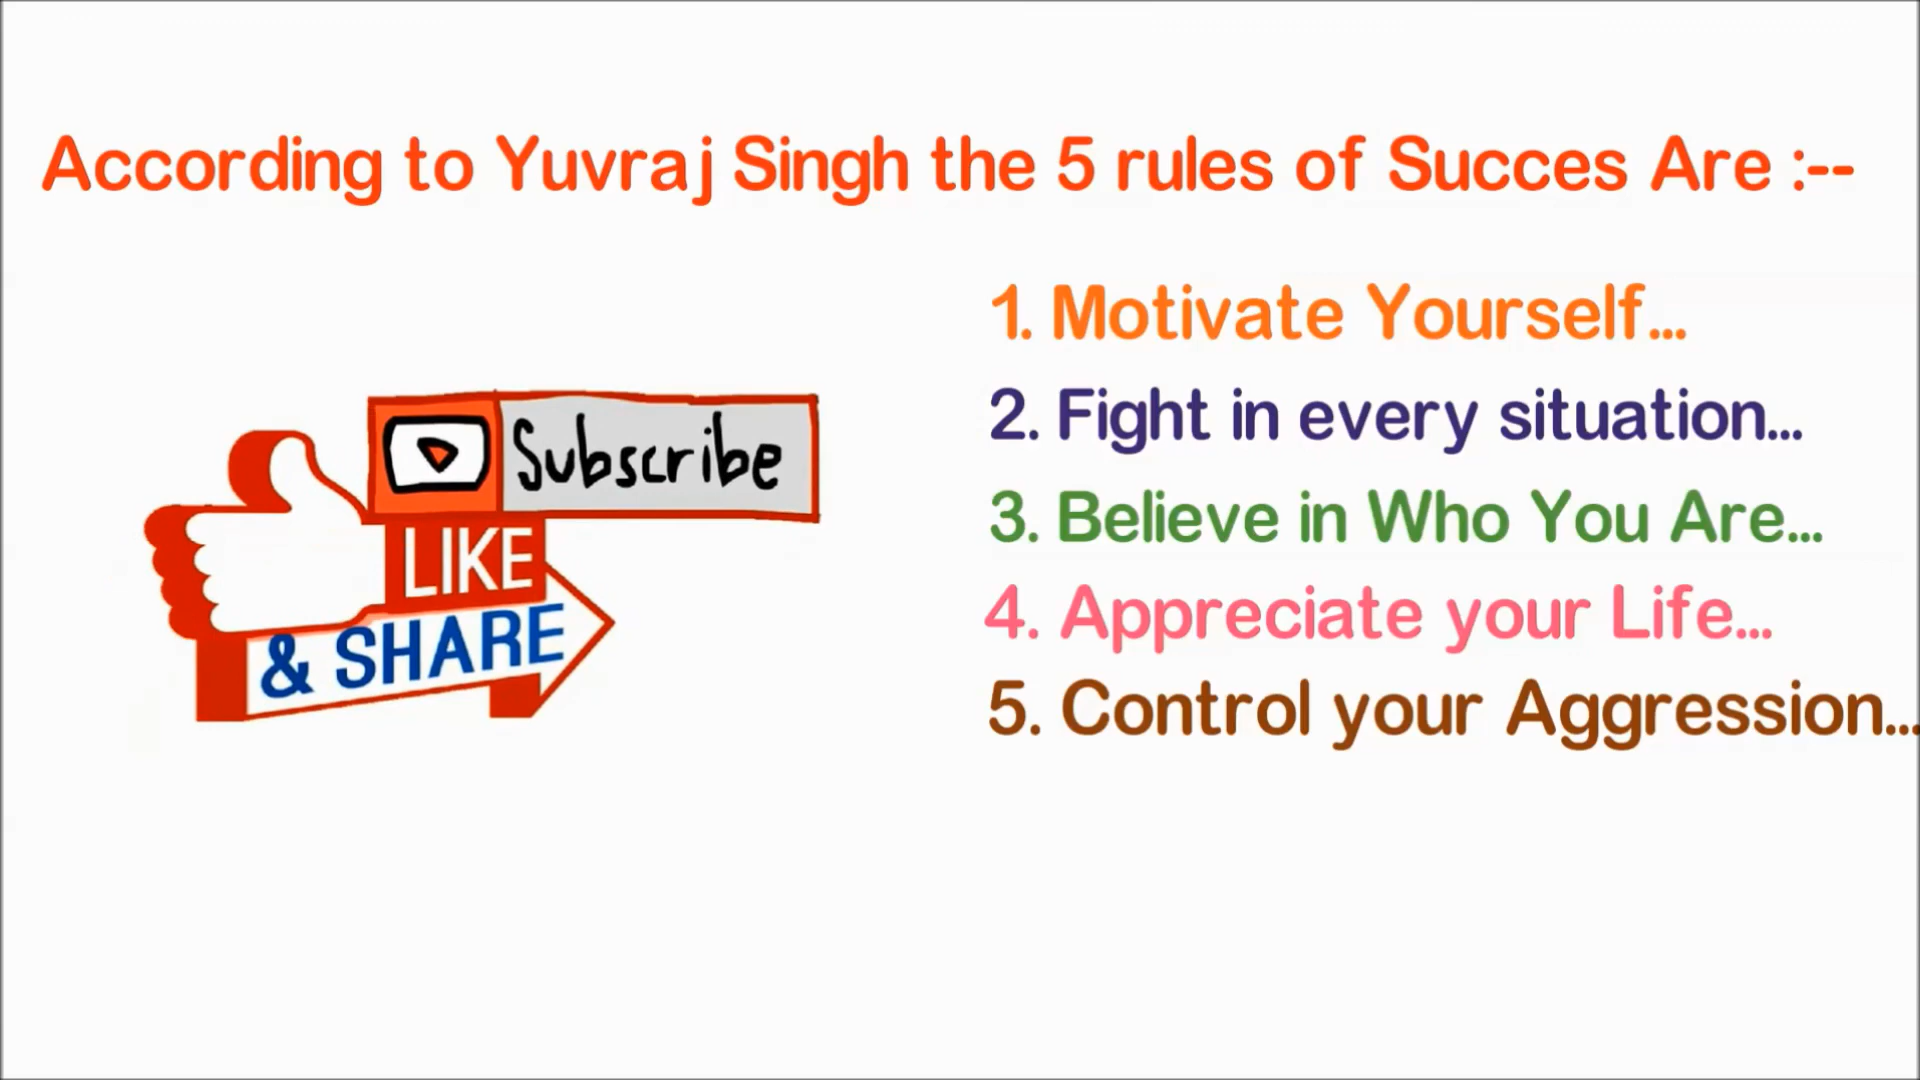 According to Yuvraj Singh the 5 rules of Succes Are :--
Subscribe
LIKE
& SHARE
1. Motivate Yourself...
2. Fight in every situation...
3. Believe in Who You Are...
4. Appreciate your Life...
5. Control your Aggression...